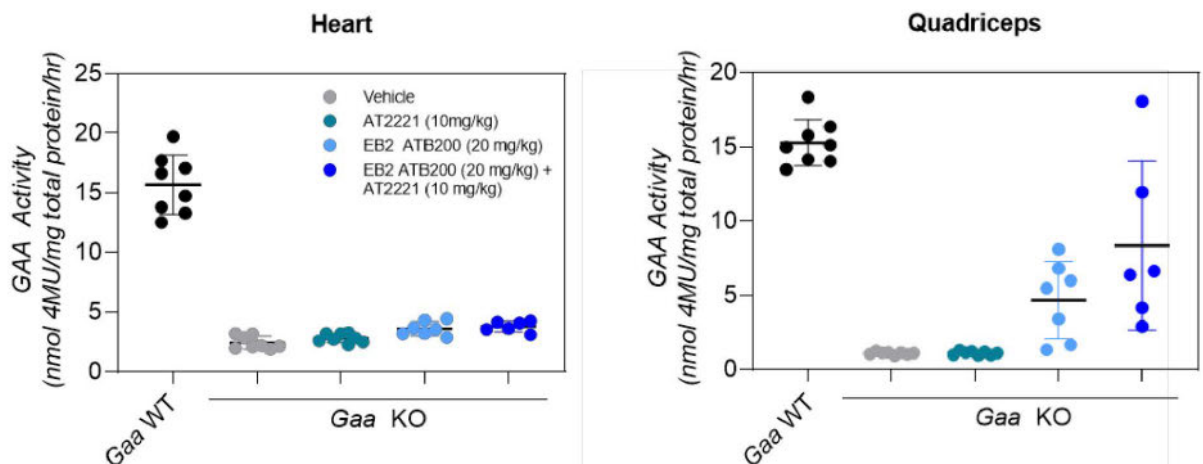 Heart
GAA Activity
(nmol 4MU/mg total protein/hr)
25
20
15
10
5
0
Vehicle
AT2221 (10mg/kg)
EB2 ATB200 (20 mg/kg)
EB2 ATB200 (20 mg/kg) +
AT2221 (10 mg/kg)
Gaa WT
Gaa KO
Quadriceps
GAA Activity
(nmol 4MU/mg total protein/hr)
20
15
10
5
0
Gaa WT
Gaa KO